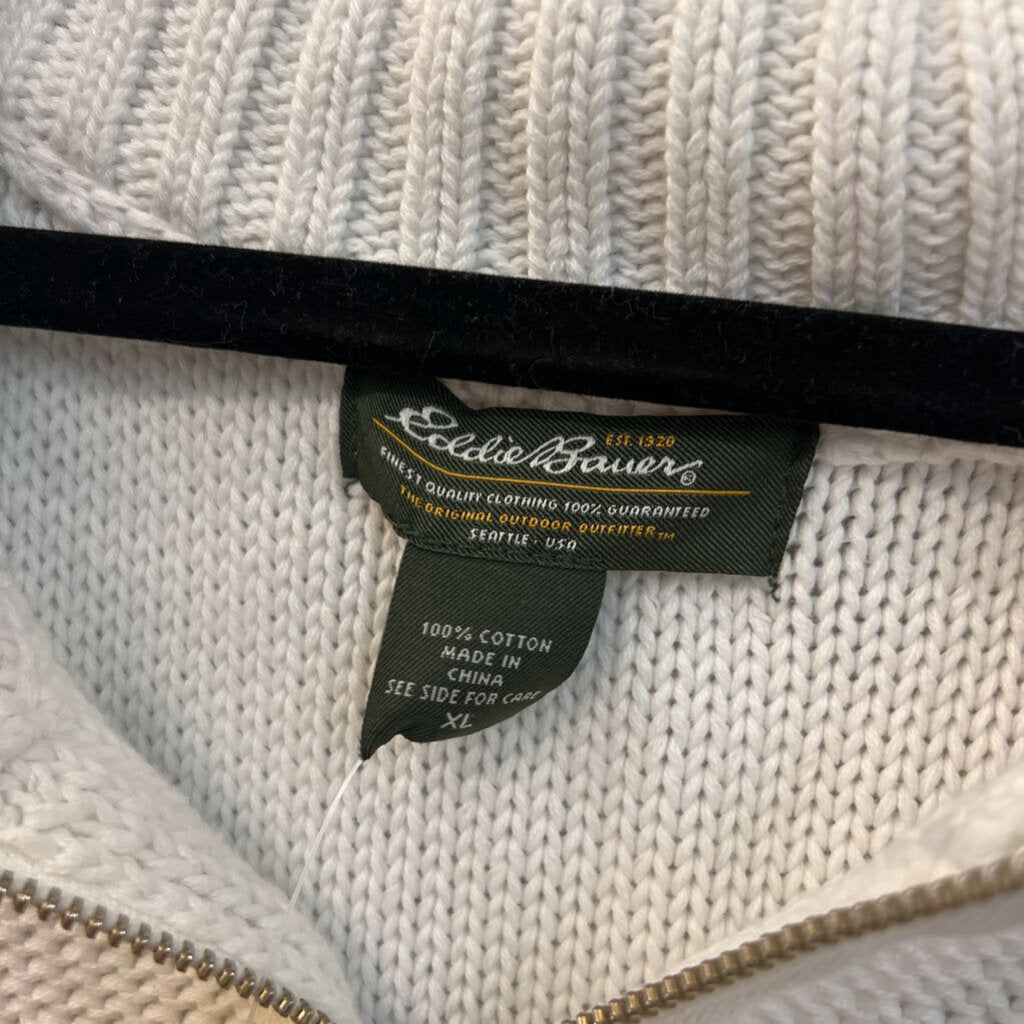 Eddie Bauer®
EST. 1920
FINEST QUALITY CLOTHING 100% GUARANTEED
THE ORIGINAL OUTDOOR OUTFITTER™
SEATTLE · USA
100% COTTON
MADE IN
CHINA
SEE SIDE FOR CARE
XL